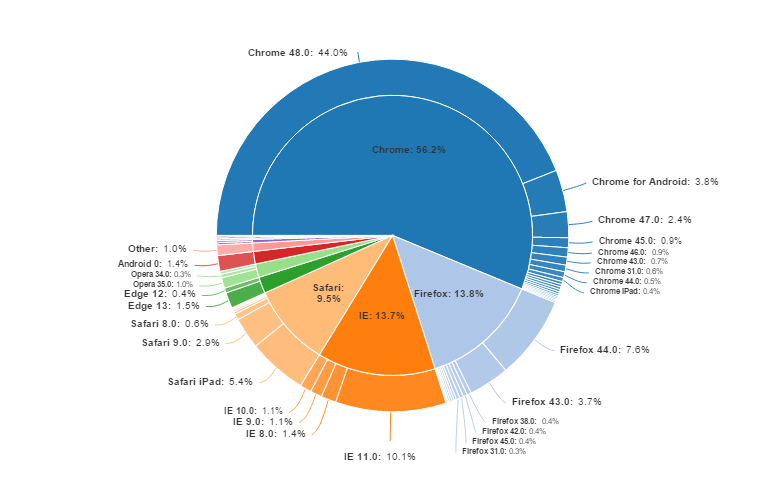 Chrome 48.0: 44.0%
Chrome: 56.2%
Chrome for Android: 3.8%
Chrome 47.0: 2.4%
Chrome 45.0: 0.9%
Chrome 46.0: 0.9%
Chrome 43.0: 0.7%
Chrome 31.0: 0.6%
Chrome 44.0: 0.5%
Chrome iPad: 0.4%
Other: 1.0%
Android 0: 1.4%
Opera 34.0: 0.3%
Opera 35.0: 1.0%
Edge 12: 0.4%
Edge 13: 1.5%
Safari 8.0: 0.6%
Safari 9.0: 2.9%
Safari iPad: 5.4%
Safari:
9.5%
IE: 13.7%
Firefox: 13.8%
Firefox 44.0: 7.6%
Firefox 43.0: 3.7%
Firefox 38.0: 0.4%
Firefox 42.0: 0.4%
Firefox 45.0: 0.4%
Firefox 31.0: 0.3%
IE 10.0: 1.1%
IE 9.0: 1.1%
IE 8.0: 1.4%
IE 11.0: 10.1%